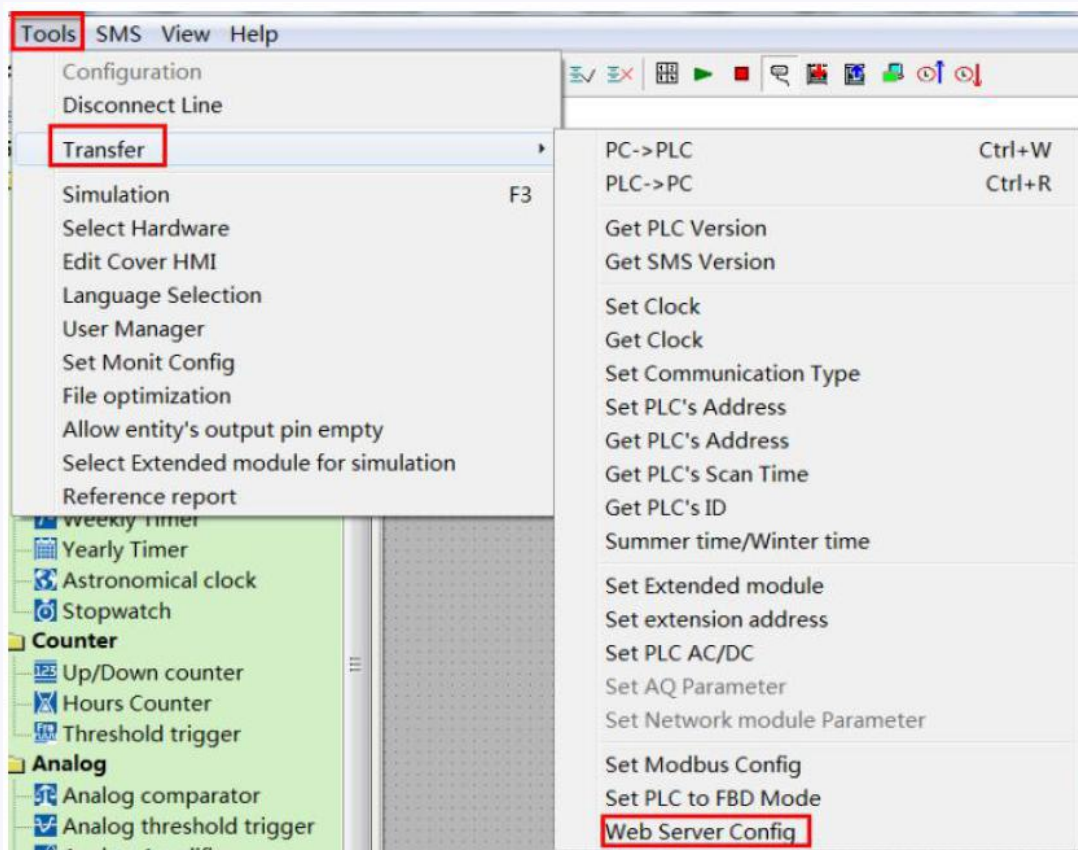 Tools SMS View Help
Configuration
Disconnect Line
Transfer
Simulation F3
Select Hardware
Edit Cover HMI
Language Selection
User Manager
Set Monit Config
File optimization
Allow entity's output pin empty
Select Extended module for simulation
Reference report
PC->PLC Ctrl+W
PLC->PC Ctrl+R
Get PLC Version
Get SMS Version
Set Clock
Get Clock
Set Communication Type
Set PLC's Address
Get PLC's Address
Get PLC's Scan Time
Get PLC's ID
Summer time/Winter time
Set Extended module
Set extension address
Set PLC AC/DC
Set AQ Parameter
Set Network module Parameter
Set Modbus Config
Set PLC to FBD Mode
Web Server Config
Weekly Timer
Yearly Timer
Astronomical clock
Stopwatch
Counter
Up/Down counter
Hours Counter
Threshold trigger
Analog
Analog comparator
Analog threshold trigger